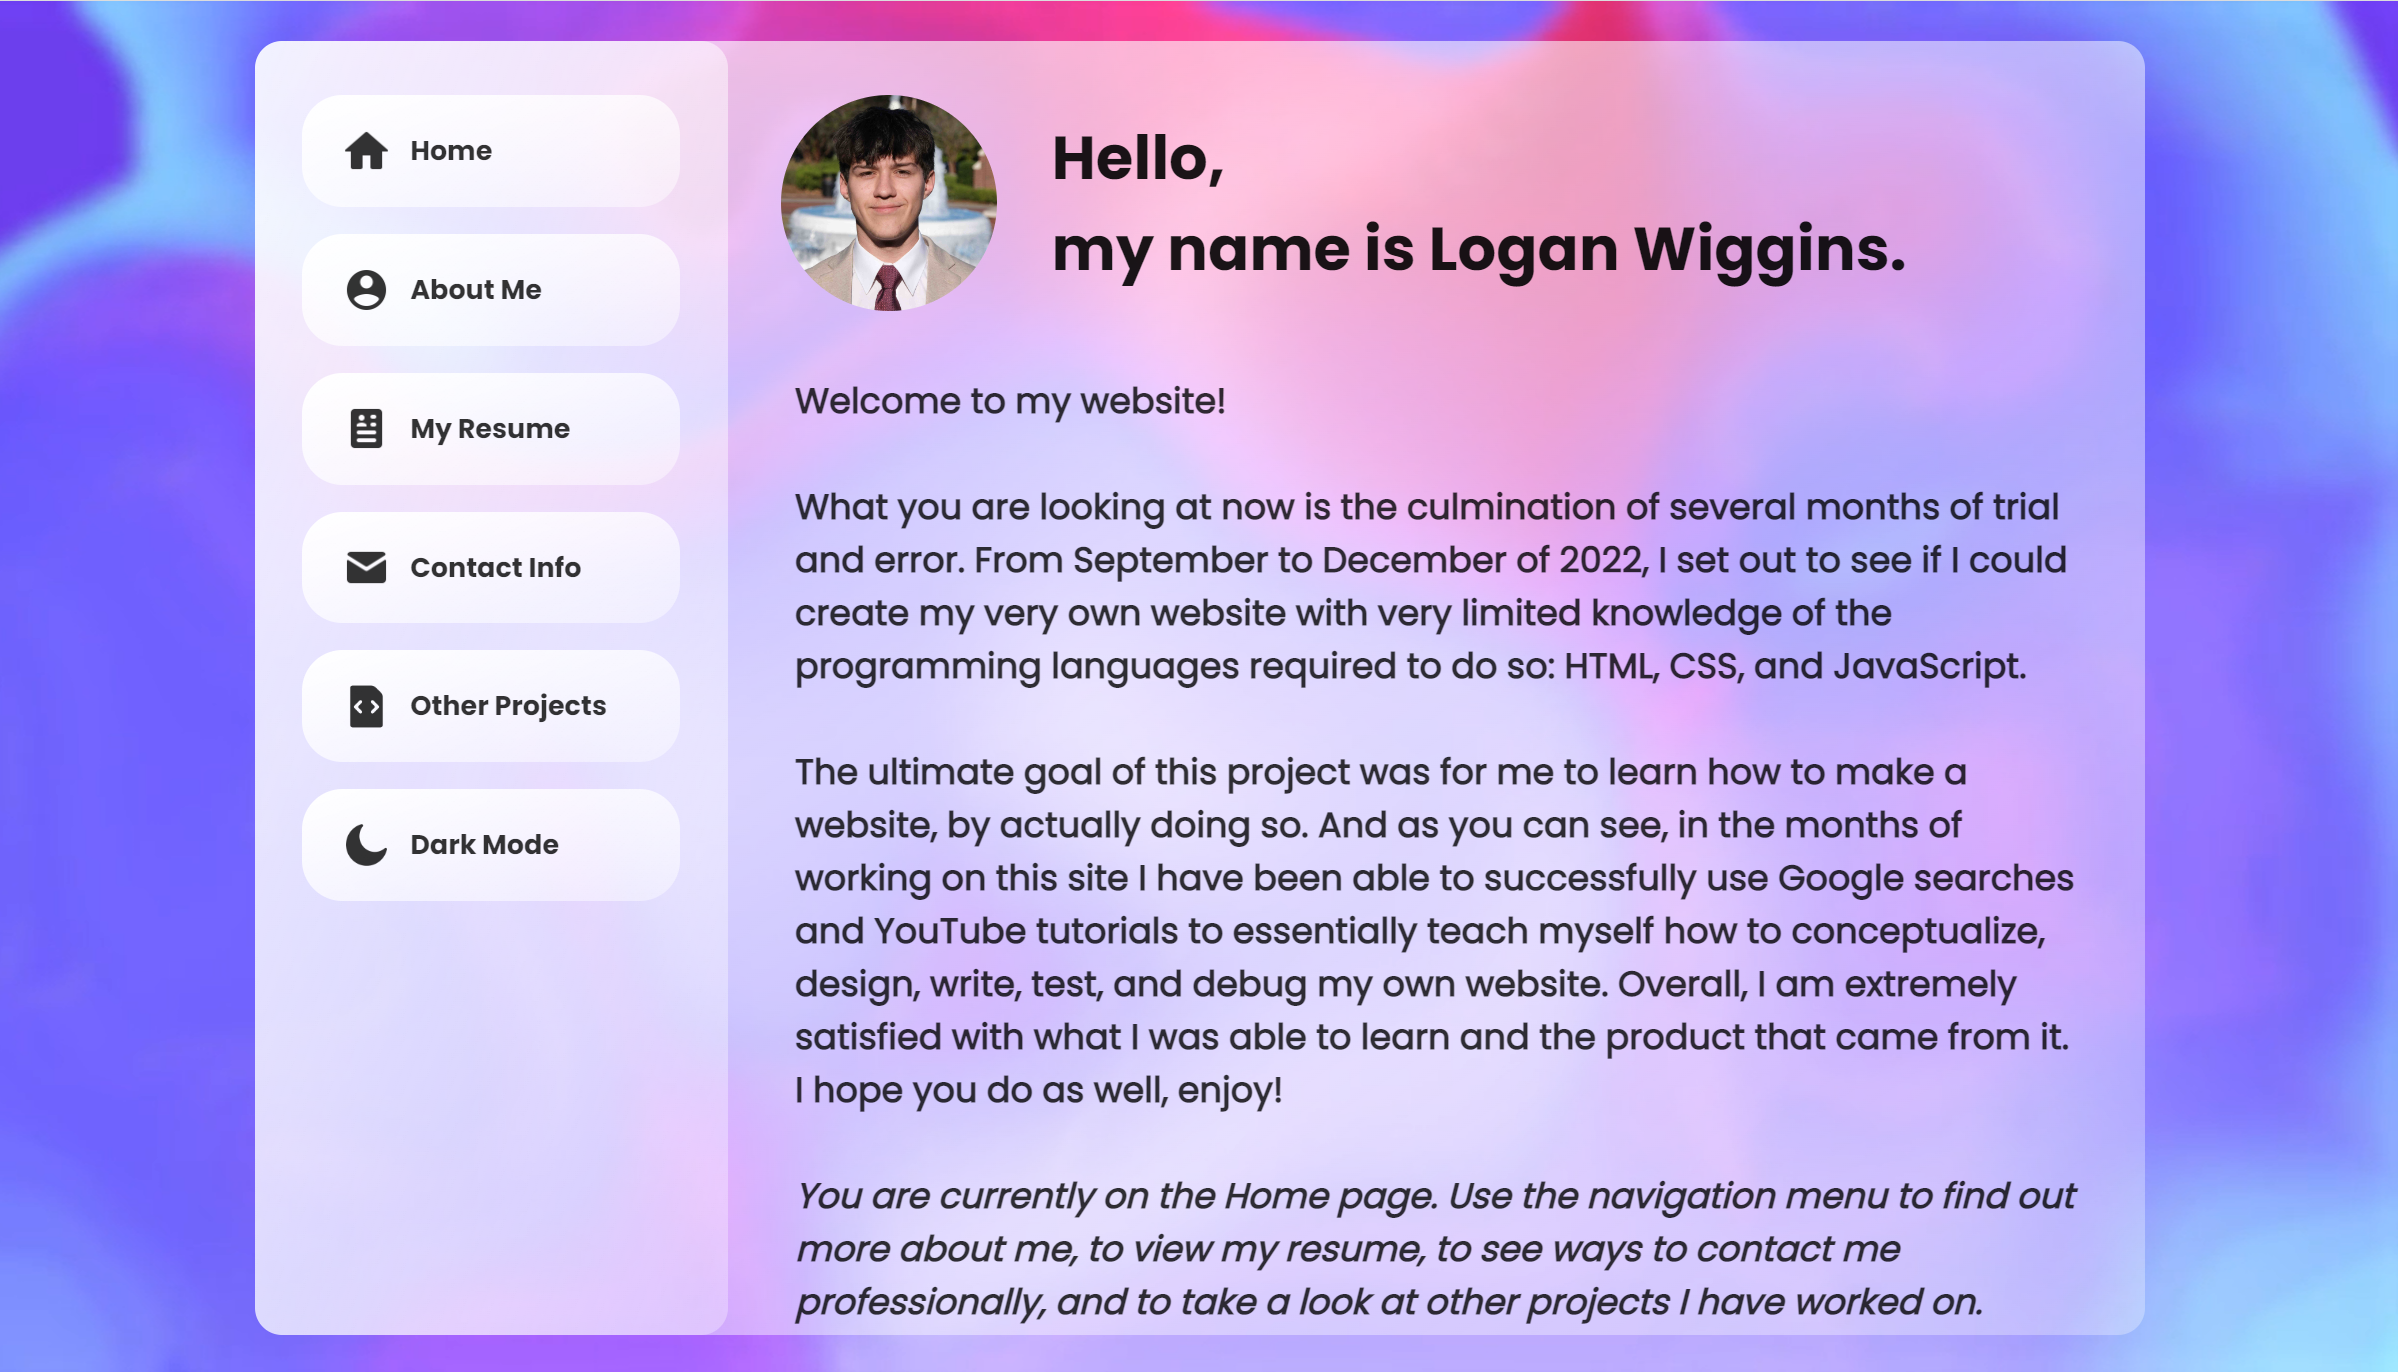 Home
About Me
My Resume
Contact Info
Other Projects
Dark Mode
Hello,
my name is Logan Wiggins.
Welcome to my website!
What you are looking at now is the culmination of several months of trial
and error. From September to December of 2022, I set out to see if I could
create my very own website with very limited knowledge of the
programming languages required to do so: HTML, CSS, and JavaScript.
The ultimate goal of this project was for me to learn how to make a
website, by actually doing so. And as you can see, in the months of
working on this site I have been able to successfully use Google searches
and YouTube tutorials to essentially teach myself how to conceptualize,
design, write, test, and debug my own website. Overall, I am extremely
satisfied with what I was able to learn and the product that came from it.
I hope you do as well, enjoy!
You are currently on the Home page. Use the navigation menu to find out
more about me, to view my resume, to see ways to contact me
professionally, and to take a look at other projects I have worked on.